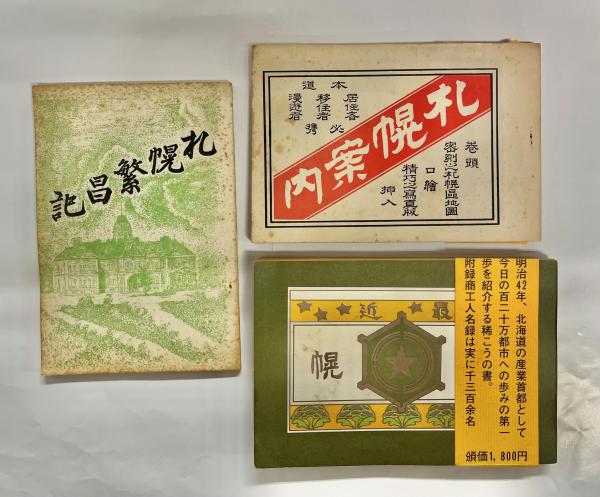 札幌繁昌記
本道
居住者
移住者
漫遊者
必携
札幌案内
巻頭
密刻之札幌區地圖
口繪
精巧之寫眞版
挿入
最近
幌
明治42年、北海道の産業首都として
今日の百二十万都市への歩みの第一
歩を紹介する稀こうの書。
附録商工人名録は実に千三百余名
頒価1,800円